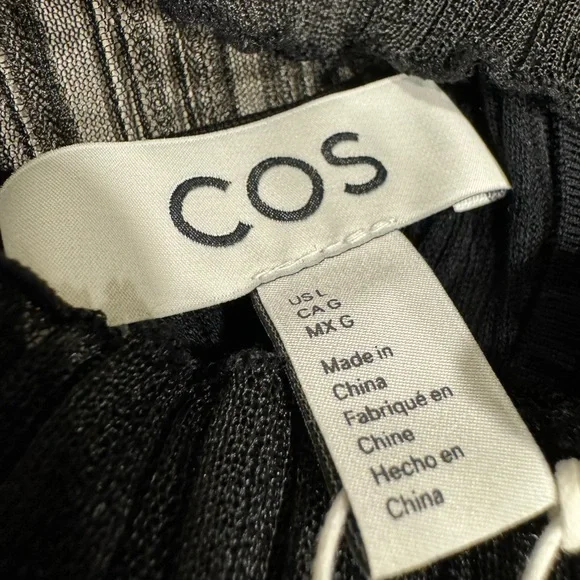 COS
US L
CA G
MX G
Made in
China
Fabriqué en
Chine
Hecho en
China